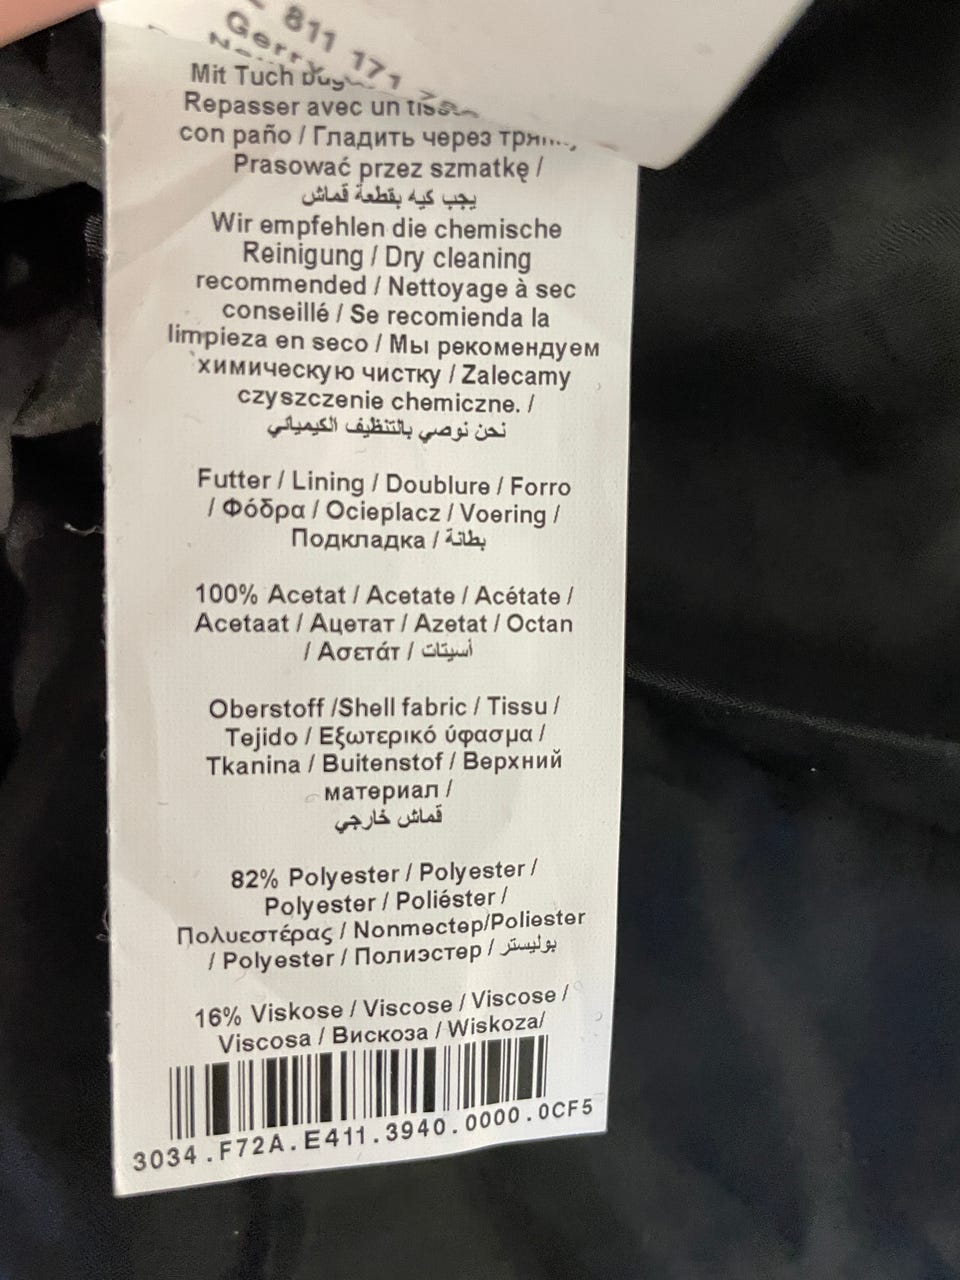 811 171
Gerry
Mit Tuch
Repasser avec un
con paño / Гладить через
Prasować przez szmatkę /
يجب كيه بقطعة قماش
Wir empfehlen die chemische
Reinigung / Dry cleaning
recommended / Nettoyage à sec
conseillé / Se recomienda la
limpieza en seco / Мы рекомендуем
химическую чистку / Zalecamy
czyszczenie chemiczne. /
نحن نوصي بالتنظيف الكيميائي
Futter / Lining / Doublure / Forro
/ Φόδρα / Ocieplacz / Voering /
Подкладка / بطانة
100% Acetat / Acetate / Acétate /
Acetaat / Ацетат / Azetat / Octan
/ Ασετάτ / أسيتات
Oberstoff /Shell fabric / Tissu /
Tejido / Εξωτερικό ύφασμα /
Tkanina / Buitenstof / Верхний
материал /
قماش خارجي
82% Polyester / Polyester /
Polyester / Poliéster /
Πολυεστέρας / Nonmecтep/Poliester
/ Polyester / Полиэстер / بوليستر
16% Viskose / Viscose / Viscose /
Viscosa / Вискоза / Wiskoza/
3034.F72A.E411.3940.0000.0CF5